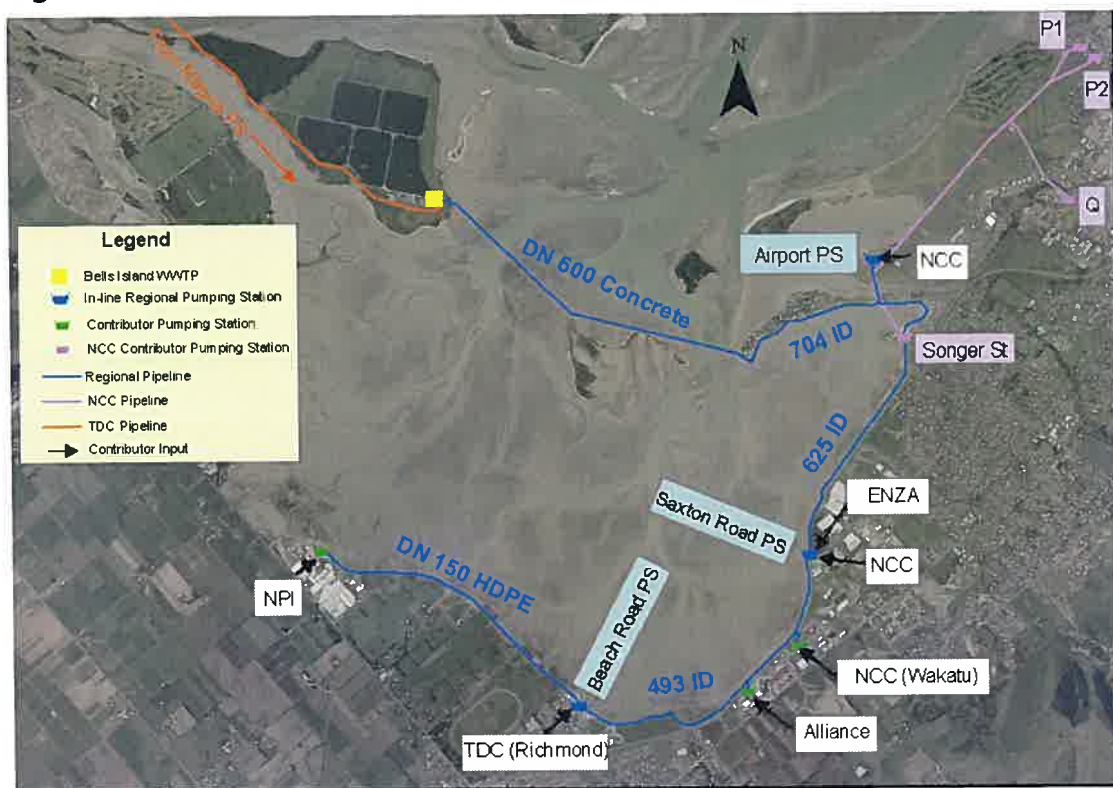 P1
P2
Q
N
Airport PS
NCC
Songer St
DN 600 Concrete
704 ID
625 ID
Legend
Bells Island WWTP
In-line Regional Pumping Station
Contributor Pumping Station
NCC Contributor Pumping Station
Regional Pipeline
NCC Pipeline
TDC Pipeline
Contributor Input
ENZA
Saxton Road PS
NCC
NPI
DN 150 HDPE
Beach Road PS
493 ID
NCC (Wakatu)
Alliance
TDC (Richmond)